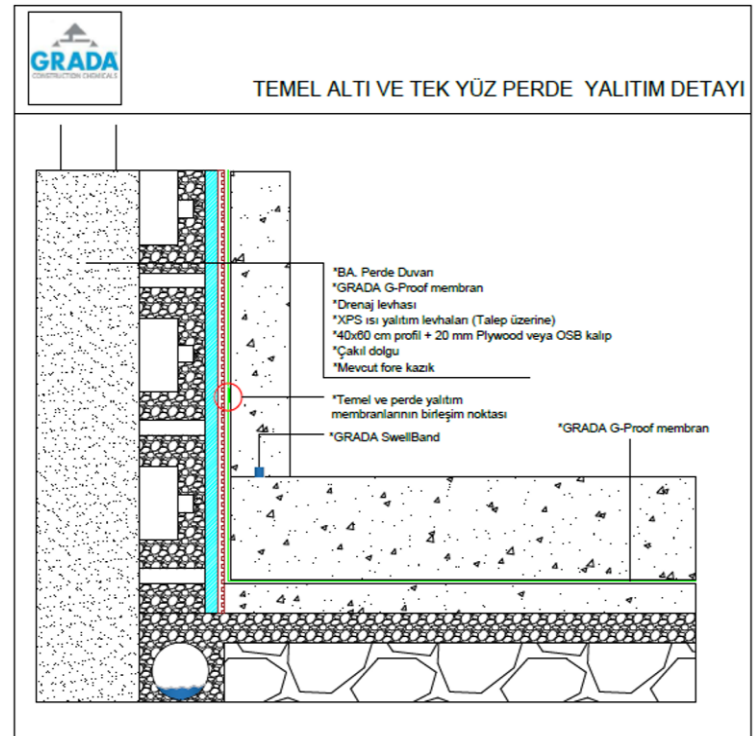 GRADA
CONSTRUCTION CHEMICALS
TEMEL ALTI VE TEK YÜZ PERDE YALITIM DETAYI
*BA. Perde Duvarı
*GRADA G-Proof membran
*Drenaj levhası
*XPS ısı yalıtım levhaları (Talep üzerine)
*40x60 cm profil + 20 mm Plywood veya OSB kalıp
*Çakıl dolgu
*Mevcut fore kazık
*Temel ve perde yalıtım
membranlarının birleşim noktası
*GRADA SwellBand
*GRADA G-Proof membran